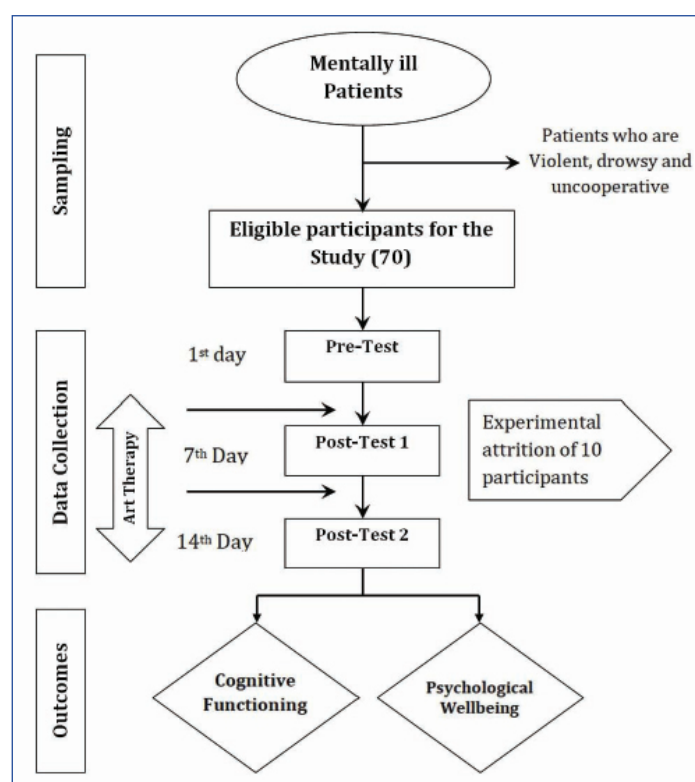 Sampling
Mentally ill
Patients
Patients who are
Violent, drowsy and
uncooperative
Eligible participants for the
Study (70)
Data Collection
Art Therapy
1st day
Pre-Test
7th Day
Post-Test 1
Experimental
attrition of 10
participants
14th Day
Post-Test 2
Outcomes
Cognitive
Functioning
Psychological
Wellbeing